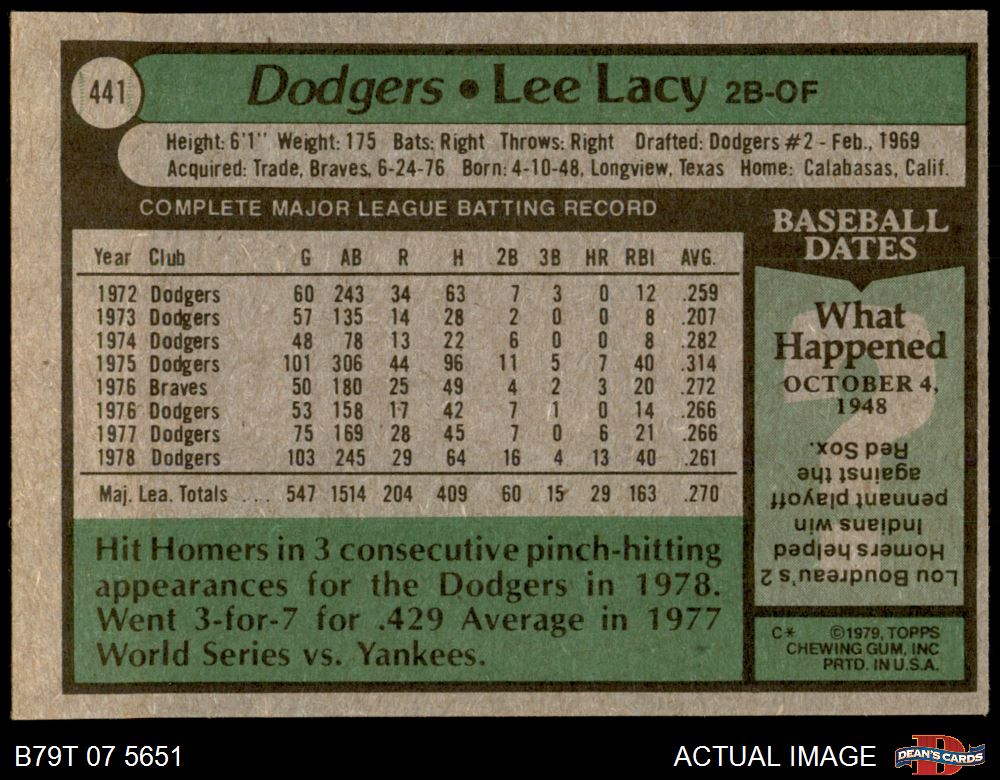 441
Dodgers • Lee Lacy 2B-OF
Height: 6'1" Weight: 175 Bats: Right Throws: Right Drafted: Dodgers #2 - Feb., 1969
Acquired: Trade, Braves, 6-24-76 Born: 4-10-48, Longview, Texas Home: Calabasas, Calif.
COMPLETE MAJOR LEAGUE BATTING RECORD
Year Club G AB R H 2B 3B HR RBI AVG.
1972 Dodgers 60 243 34 63 7 3 0 12 .259
1973 Dodgers 57 135 14 28 2 0 0 8 .207
1974 Dodgers 48 78 13 22 6 0 0 8 .282
1975 Dodgers 101 306 44 96 11 5 7 40 .314
1976 Braves 50 180 25 49 4 2 3 20 .272
1976 Dodgers 53 158 17 42 7 1 0 14 .266
1977 Dodgers 75 169 28 45 7 0 6 21 .266
1978 Dodgers 103 245 29 64 16 4 13 40 .261
Maj. Lea. Totals ... 547 1514 204 409 60 15 29 163 .270
Hit Homers in 3 consecutive pinch-hitting
appearances for the Dodgers in 1978.
Went 3-for-7 for .429 Average in 1977
World Series vs. Yankees.
BASEBALL
DATES
What
Happened
OCTOBER 4,
1948
Lou Boudreau's 2
Homers helped
Indians win
pennant playoff
against the
Red Sox.
C* ©1979, TOPPS
CHEWING GUM, INC
PRTD. IN U.S.A.
B79T 07 5651
ACTUAL IMAGE
DEAN'S CARDS